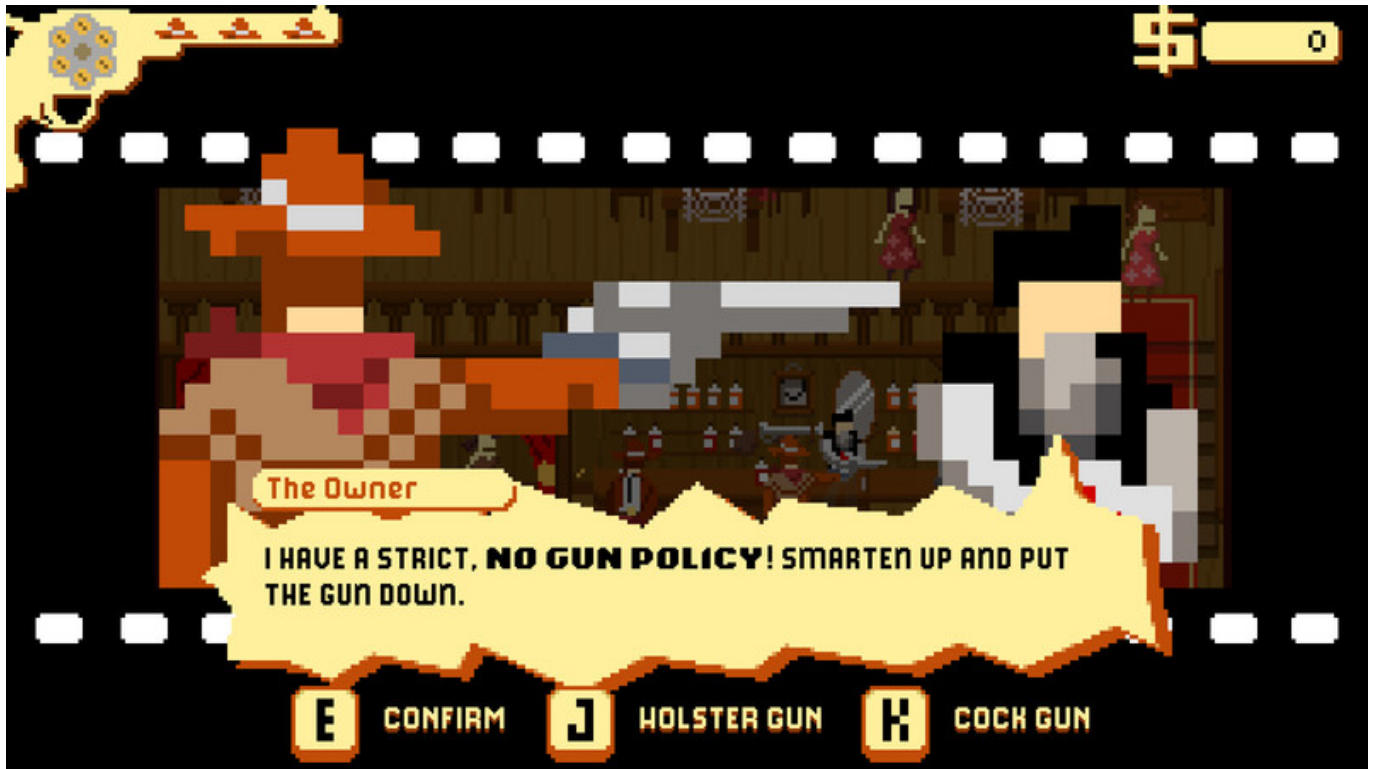 $ 0
The Owner
I HAVE A STRICT, NO GUN POLICY! SMARTEN UP AND PUT
THE GUN DOWN.
E CONFIRM J HOLSTER GUN K COCK GUN